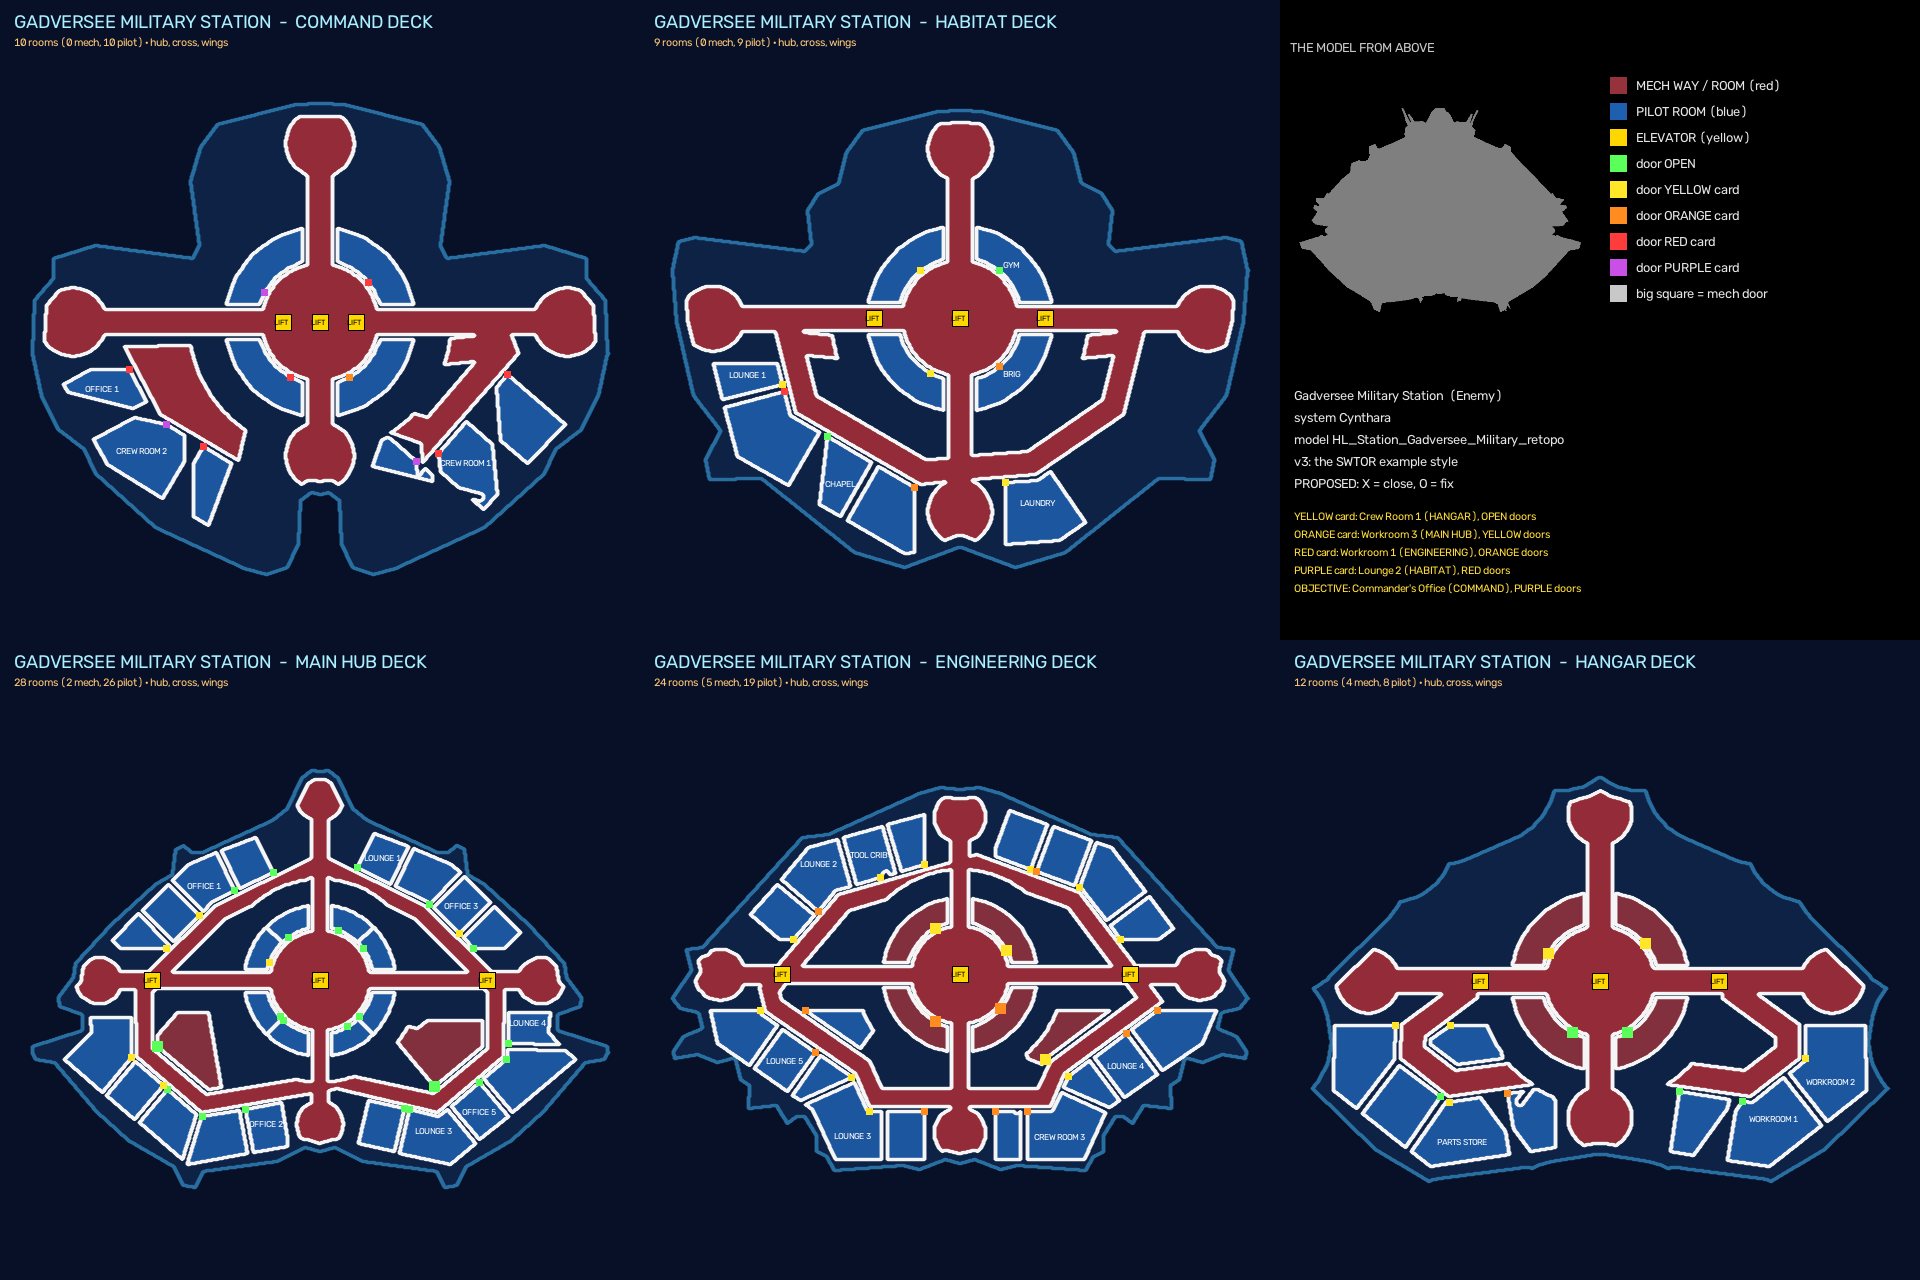 GADVERSEE MILITARY STATION - COMMAND DECK
10 rooms (0 mech, 10 pilot) • hub, cross, wings
LIFT
LIFT
LIFT
OFFICE 1
CREW ROOM 2
CREW ROOM 1
GADVERSEE MILITARY STATION - HABITAT DECK
9 rooms (0 mech, 9 pilot) • hub, cross, wings
GYM
LIFT
LIFT
LIFT
LOUNGE 1
BRIG
CHAPEL
LAUNDRY
THE MODEL FROM ABOVE
MECH WAY / ROOM (red)
PILOT ROOM (blue)
ELEVATOR (yellow)
door OPEN
door YELLOW card
door ORANGE card
door RED card
door PURPLE card
big square = mech door
Gadversee Military Station (Enemy)
system Cynthara
model HL_Station_Gadversee_Military_retopo
v3: the SWTOR example style
PROPOSED: X = close, O = fix
YELLOW card: Crew Room 1 (HANGAR), OPEN doors
ORANGE card: Workroom 3 (MAIN HUB), YELLOW doors
RED card: Workroom 1 (ENGINEERING), ORANGE doors
PURPLE card: Lounge 2 (HABITAT), RED doors
OBJECTIVE: Commander's Office (COMMAND), PURPLE doors
GADVERSEE MILITARY STATION - MAIN HUB DECK
28 rooms (2 mech, 26 pilot) • hub, cross, wings
LOUNGE 1
OFFICE 1
OFFICE 3
LIFT
LIFT
LIFT
LOUNGE 4
OFFICE 5
OFFICE 2
LOUNGE 3
GADVERSEE MILITARY STATION - ENGINEERING DECK
24 rooms (5 mech, 19 pilot) • hub, cross, wings
LOUNGE 2
TOOL CRIB
LIFT
LIFT
LIFT
LOUNGE 5
LOUNGE 4
LOUNGE 3
CREW ROOM 3
GADVERSEE MILITARY STATION - HANGAR DECK
12 rooms (4 mech, 8 pilot) • hub, cross, wings
LIFT
LIFT
LIFT
WORKROOM 2
WORKROOM 1
PARTS STORE